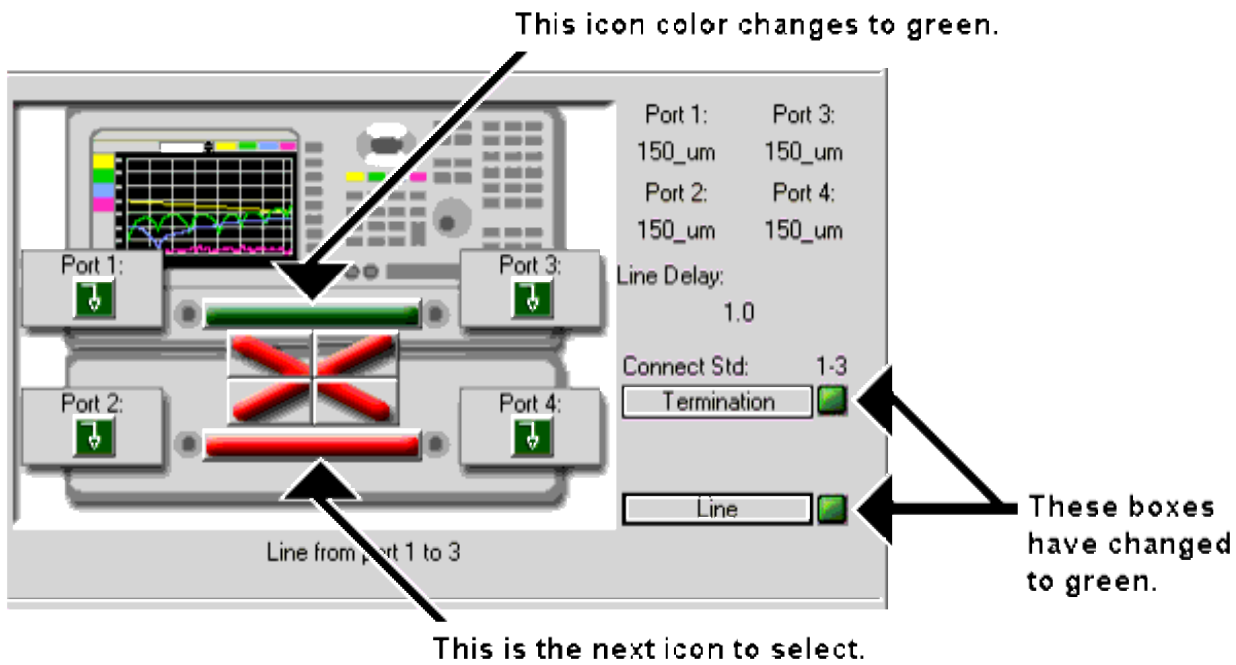 This icon color changes to green.
Port 1: Port 3:
150_um 150_um
Port 2: Port 4:
150_um 150_um
Line Delay:
1.0
Connect Std: 1-3
Termination
Line
Port 1:
Port 3:
Port 2:
Port 4:
Line from port 1 to 3
These boxes
have changed
to green.
This is the next icon to select.